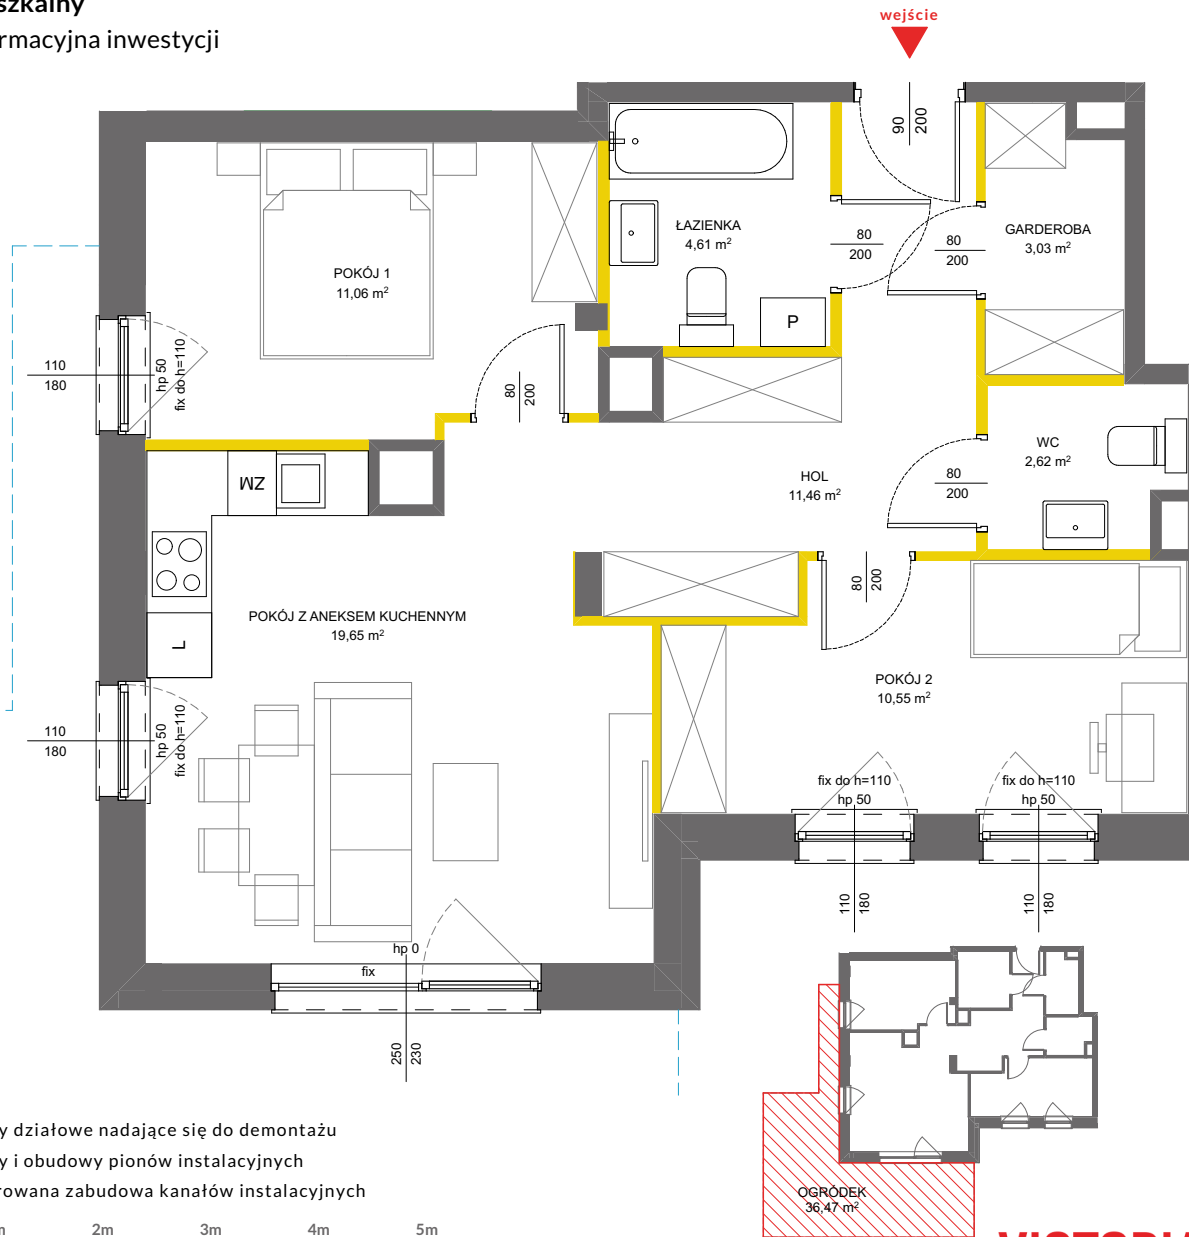 wejście
90
200
ŁAZIENKA
4,61 m²
80
200
80
200
GARDEROBA
3,03 m²
POKÓJ 1
11,06 m²
P
110
180
hp 50
fix do h=110
80
200
ZM
HOL
11,46 m²
80
200
WC
2,62 m²
80
200
POKÓJ Z ANEKSEM KUCHENNYM
19,65 m²
L
POKÓJ 2
10,55 m²
110
180
hp 50
fix do h=110
fix do h=110
hp 50
fix do h=110
hp 50
110
180
110
180
hp 0
fix
250
230
działowe nadające się do demontażu
i obudowy pionów instalacyjnych
zabudowa kanałów instalacyjnych
2m
3m
4m
5m
OGRÓDEK
36,47 m²
inwestycji